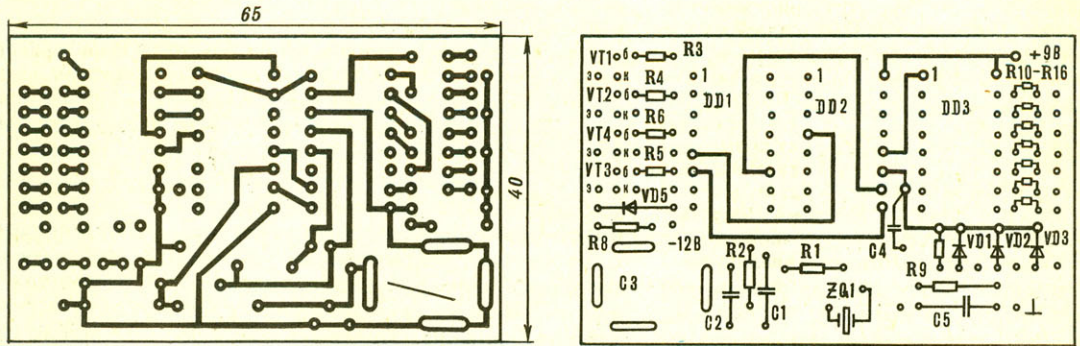 65
40
VT1 б R3 +9В
э к R4 1 1 1 R10-R16
VT2 б DD1 DD2 DD3
э к R6
VT4 б
э к R5
VT3 б
э к VD5
R8 -12В C4 VD1 VD2 VD3
R2 R1 R9
C3 ZQ1
C2 C1 C5 ⊥